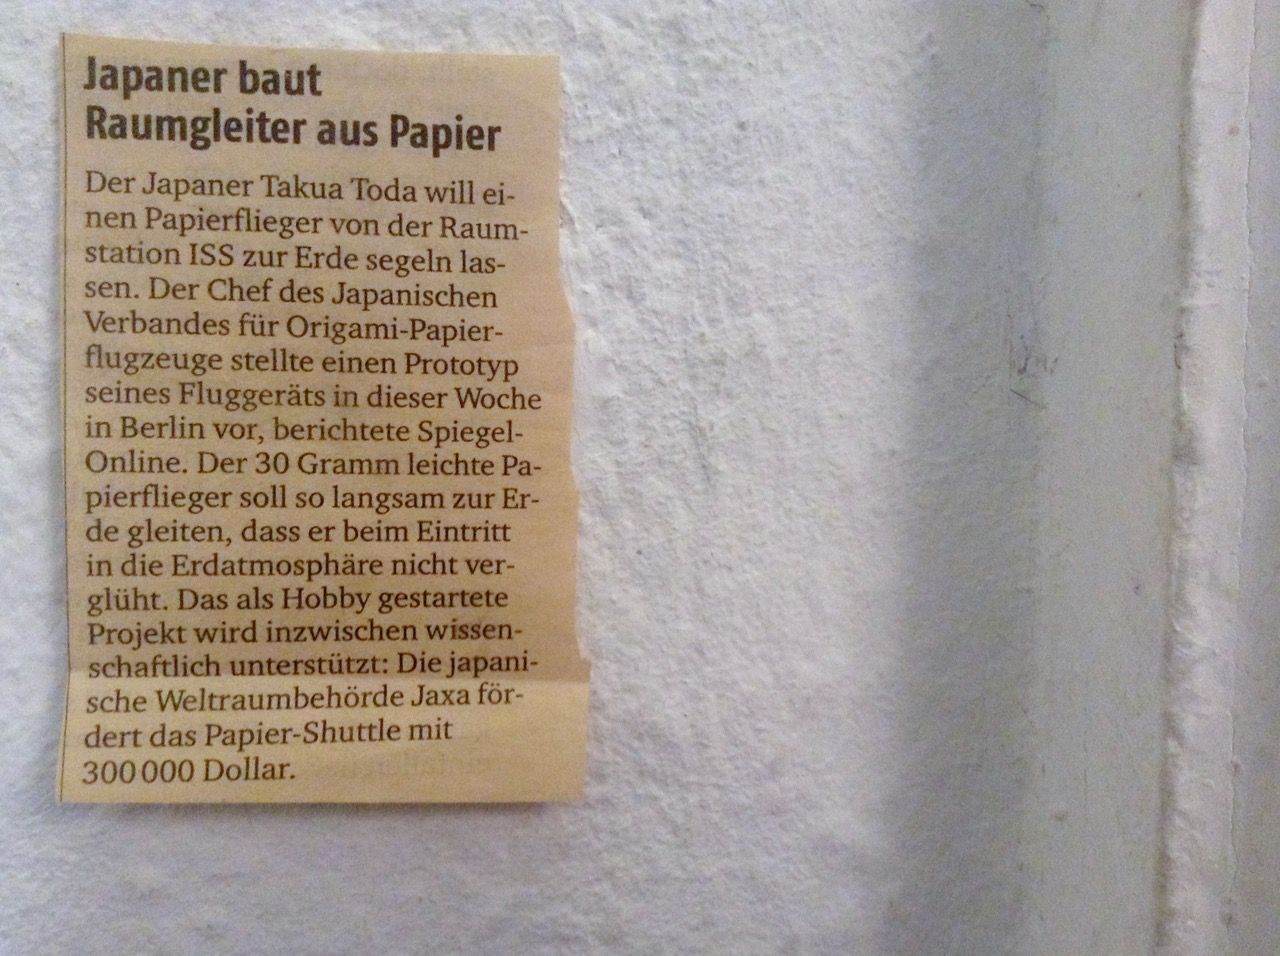 Japaner baut
Raumgleiter aus Papier
Der Japaner Takua Toda will ei-
nen Papierflieger von der Raum-
station ISS zur Erde segeln las-
sen. Der Chef des Japanischen
Verbandes für Origami-Papier-
flugzeuge stellte einen Prototyp
seines Fluggeräts in dieser Woche
in Berlin vor, berichtete Spiegel-
Online. Der 30 Gramm leichte Pa-
pierflieger soll so langsam zur Er-
de gleiten, dass er beim Eintritt
in die Erdatmosphäre nicht ver-
glüht. Das als Hobby gestartete
Projekt wird inzwischen wissen-
schaftlich unterstützt: Die japani-
sche Weltraumbehörde Jaxa för-
dert das Papier-Shuttle mit
300 000 Dollar.